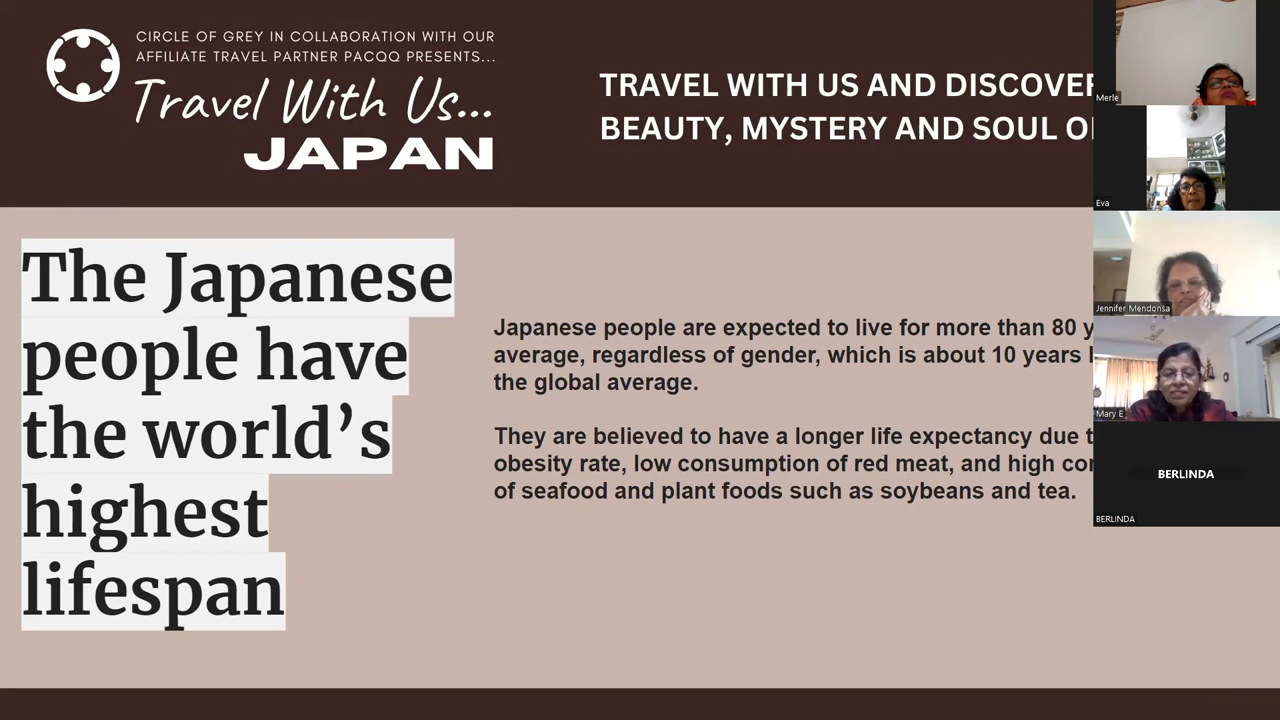 CIRCLE OF GREY IN COLLABORATION WITH OUR
AFFILIATE TRAVEL PARTNER PACQQ PRESENTS...
Travel With Us...
JAPAN
TRAVEL WITH US AND DISCOVER
BEAUTY, MYSTERY AND SOUL
The Japanese
people have
the world’s
highest
lifespan
Japanese people are expected to live for more than 80
average, regardless of gender, which is about 10 years
the global average.
They are believed to have a longer life expectancy due
obesity rate, low consumption of red meat, and high
of seafood and plant foods such as soybeans and tea.
Merle
Eva
Jennifer Mendonsa
Mary E
BERLINDA
BERLINDA